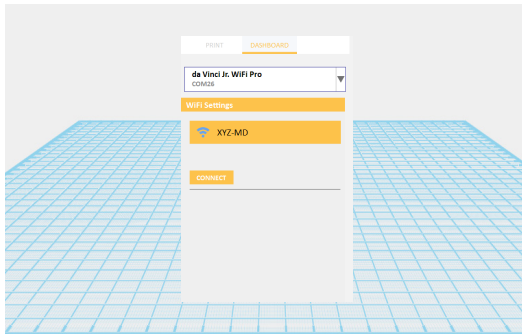 PRINT DASHBOARD
da Vinci Jr. WiFi Pro
COM26
WiFi Settings
XYZ-MD
CONNECT